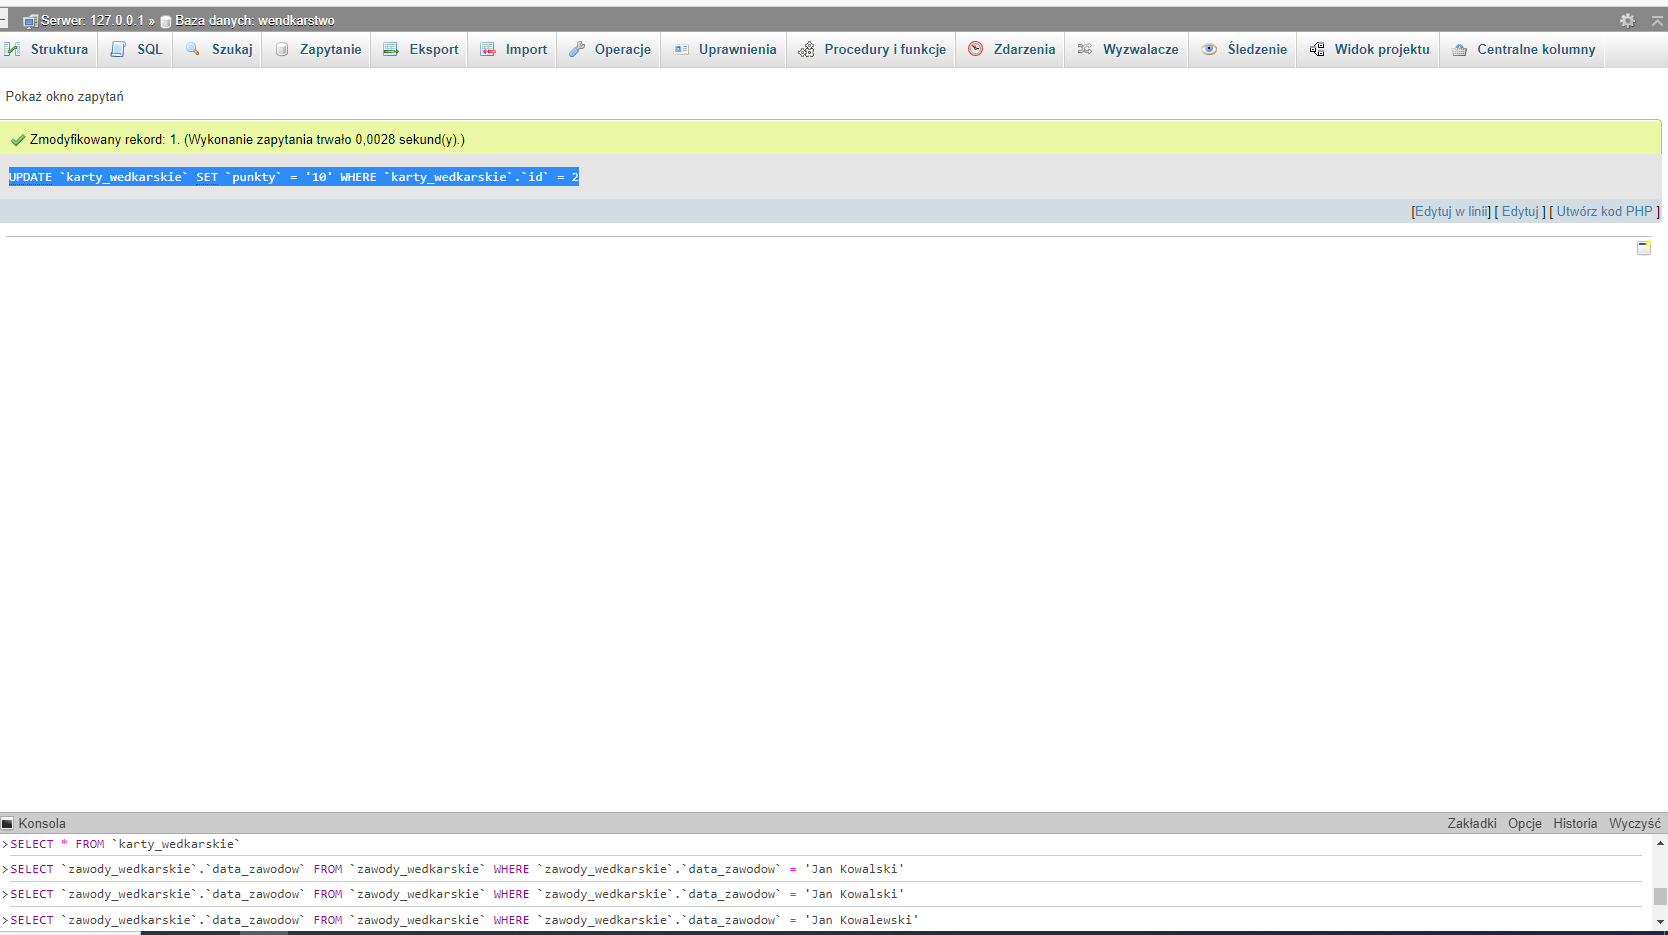 Serwer: 127.0.0.1 » Baza danych: wendkarstwo
Struktura SQL Szukaj Zapytanie Eksport Import Operacje Uprawnienia Procedury i funkcje Zdarzenia Wyzwalacze Śledzenie Widok projektu Centralne kolumny
Pokaż okno zapytań
Zmodyfikowany rekord: 1. (Wykonanie zapytania trwało 0,0028 sekund(y).)
UPDATE `karty_wedkarskie` SET `punkty` = '10' WHERE `karty_wedkarskie`.`id` = 2
[Edytuj w linii] [ Edytuj ] [ Utwórz kod PHP ]
Konsola Zakładki Opcje Historia Wyczyść
>SELECT * FROM `karty_wedkarskie`
>SELECT `zawody_wedkarskie`.`data_zawodow` FROM `zawody_wedkarskie` WHERE `zawody_wedkarskie`.`data_zawodow` = 'Jan Kowalski'
>SELECT `zawody_wedkarskie`.`data_zawodow` FROM `zawody_wedkarskie` WHERE `zawody_wedkarskie`.`data_zawodow` = 'Jan Kowalski'
>SELECT `zawody_wedkarskie`.`data_zawodow` FROM `zawody_wedkarskie` WHERE `zawody_wedkarskie`.`data_zawodow` = 'Jan Kowalewski'